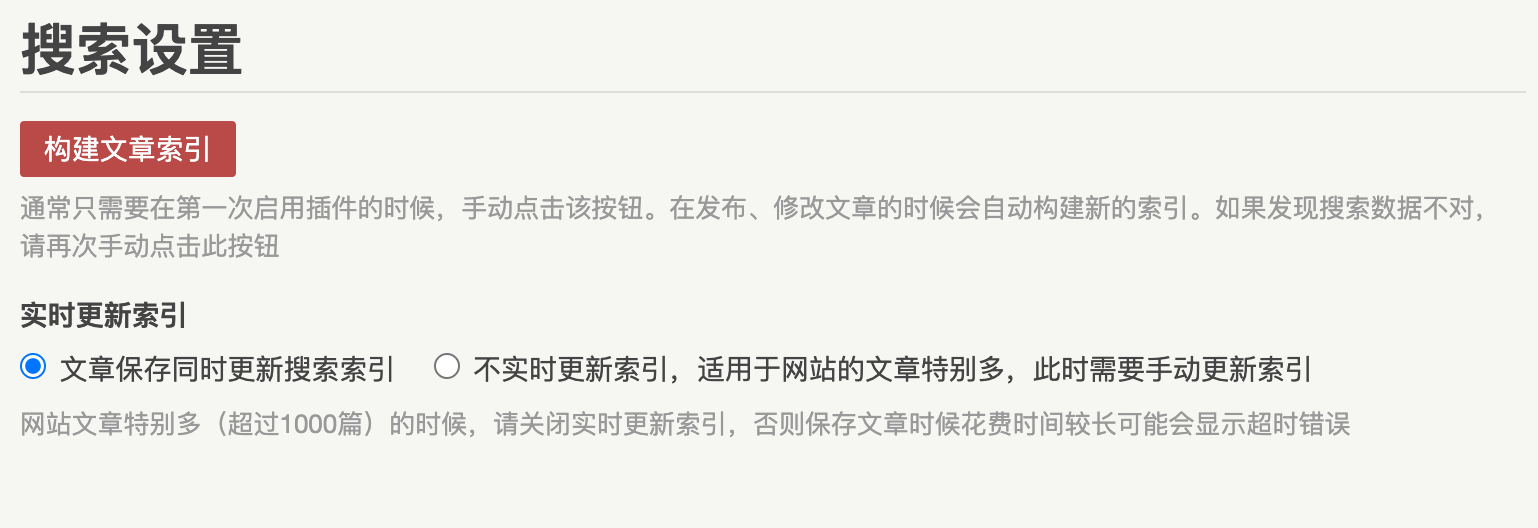 搜索设置
构建文章索引
通常只需要在第一次启用插件的时候，手动点击该按钮。在发布、修改文章的时候会自动构建新的索引。如果发现搜索数据不对，
请再次手动点击此按钮
实时更新索引
文章保存同时更新搜索索引 不实时更新索引，适用于网站的文章特别多，此时需要手动更新索引
网站文章特别多（超过1000篇）的时候，请关闭实时更新索引，否则保存文章时候花费时间较长可能会显示超时错误